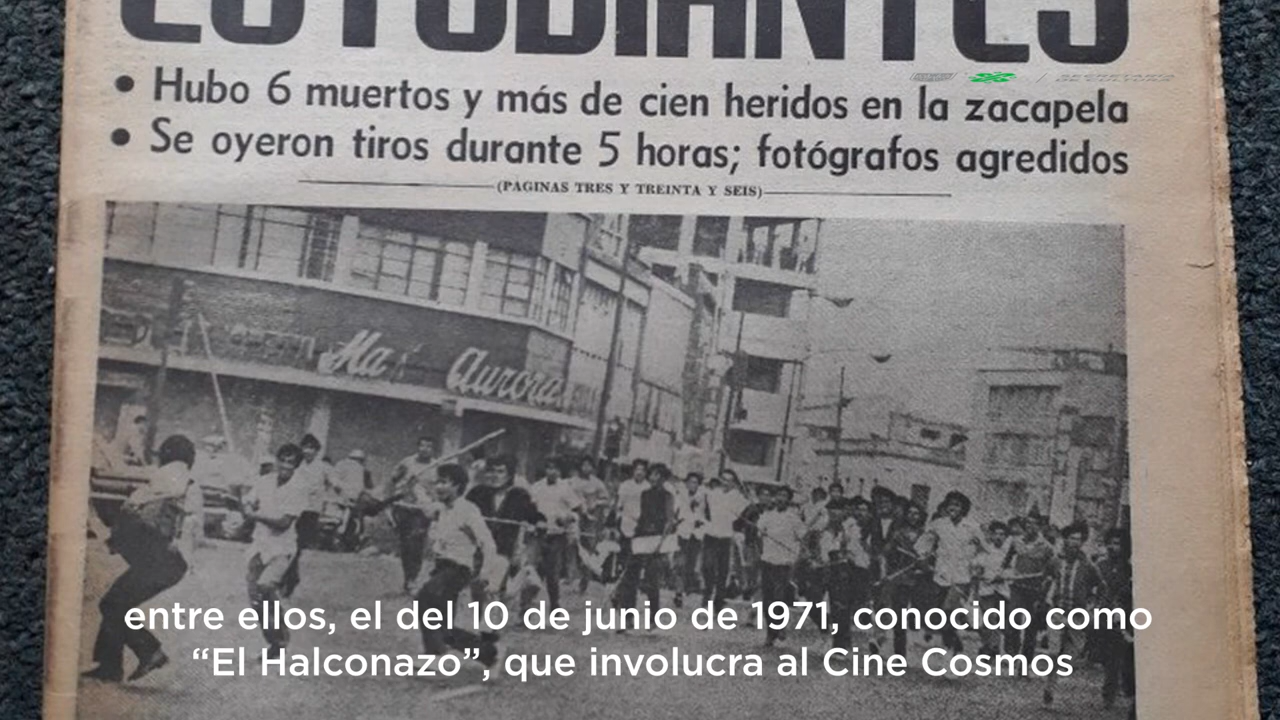 ESTUDIANTES
• Hubo 6 muertos y más de cien heridos en la zacapela
• Se oyeron tiros durante 5 horas; fotógrafos agredidos
(PAGINAS TRES Y TREINTA Y SEIS)
Ma
Aurora
entre ellos, el del 10 de junio de 1971, conocido como
“El Halconazo”, que involucra al Cine Cosmos